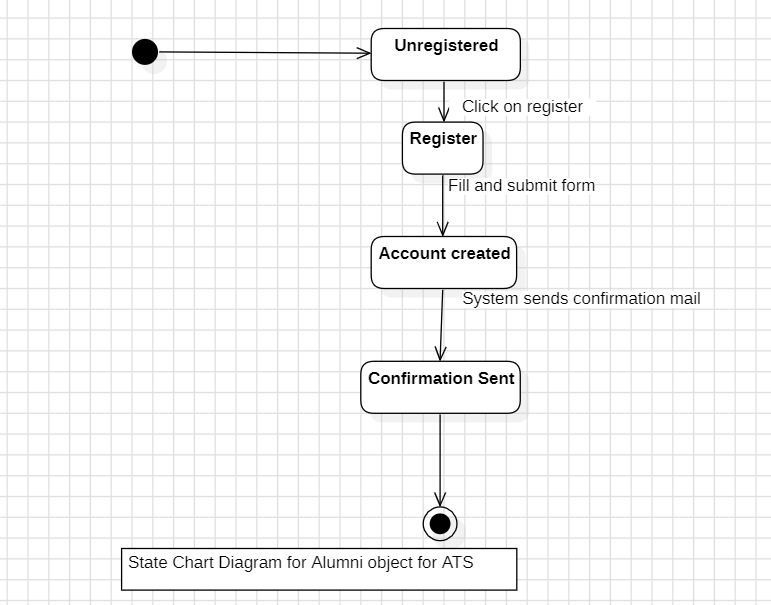 Unregistered
Click on register
Register
Fill and submit form
Account created
System sends confirmation mail
Confirmation Sent
State Chart Diagram for Alumni object for ATS